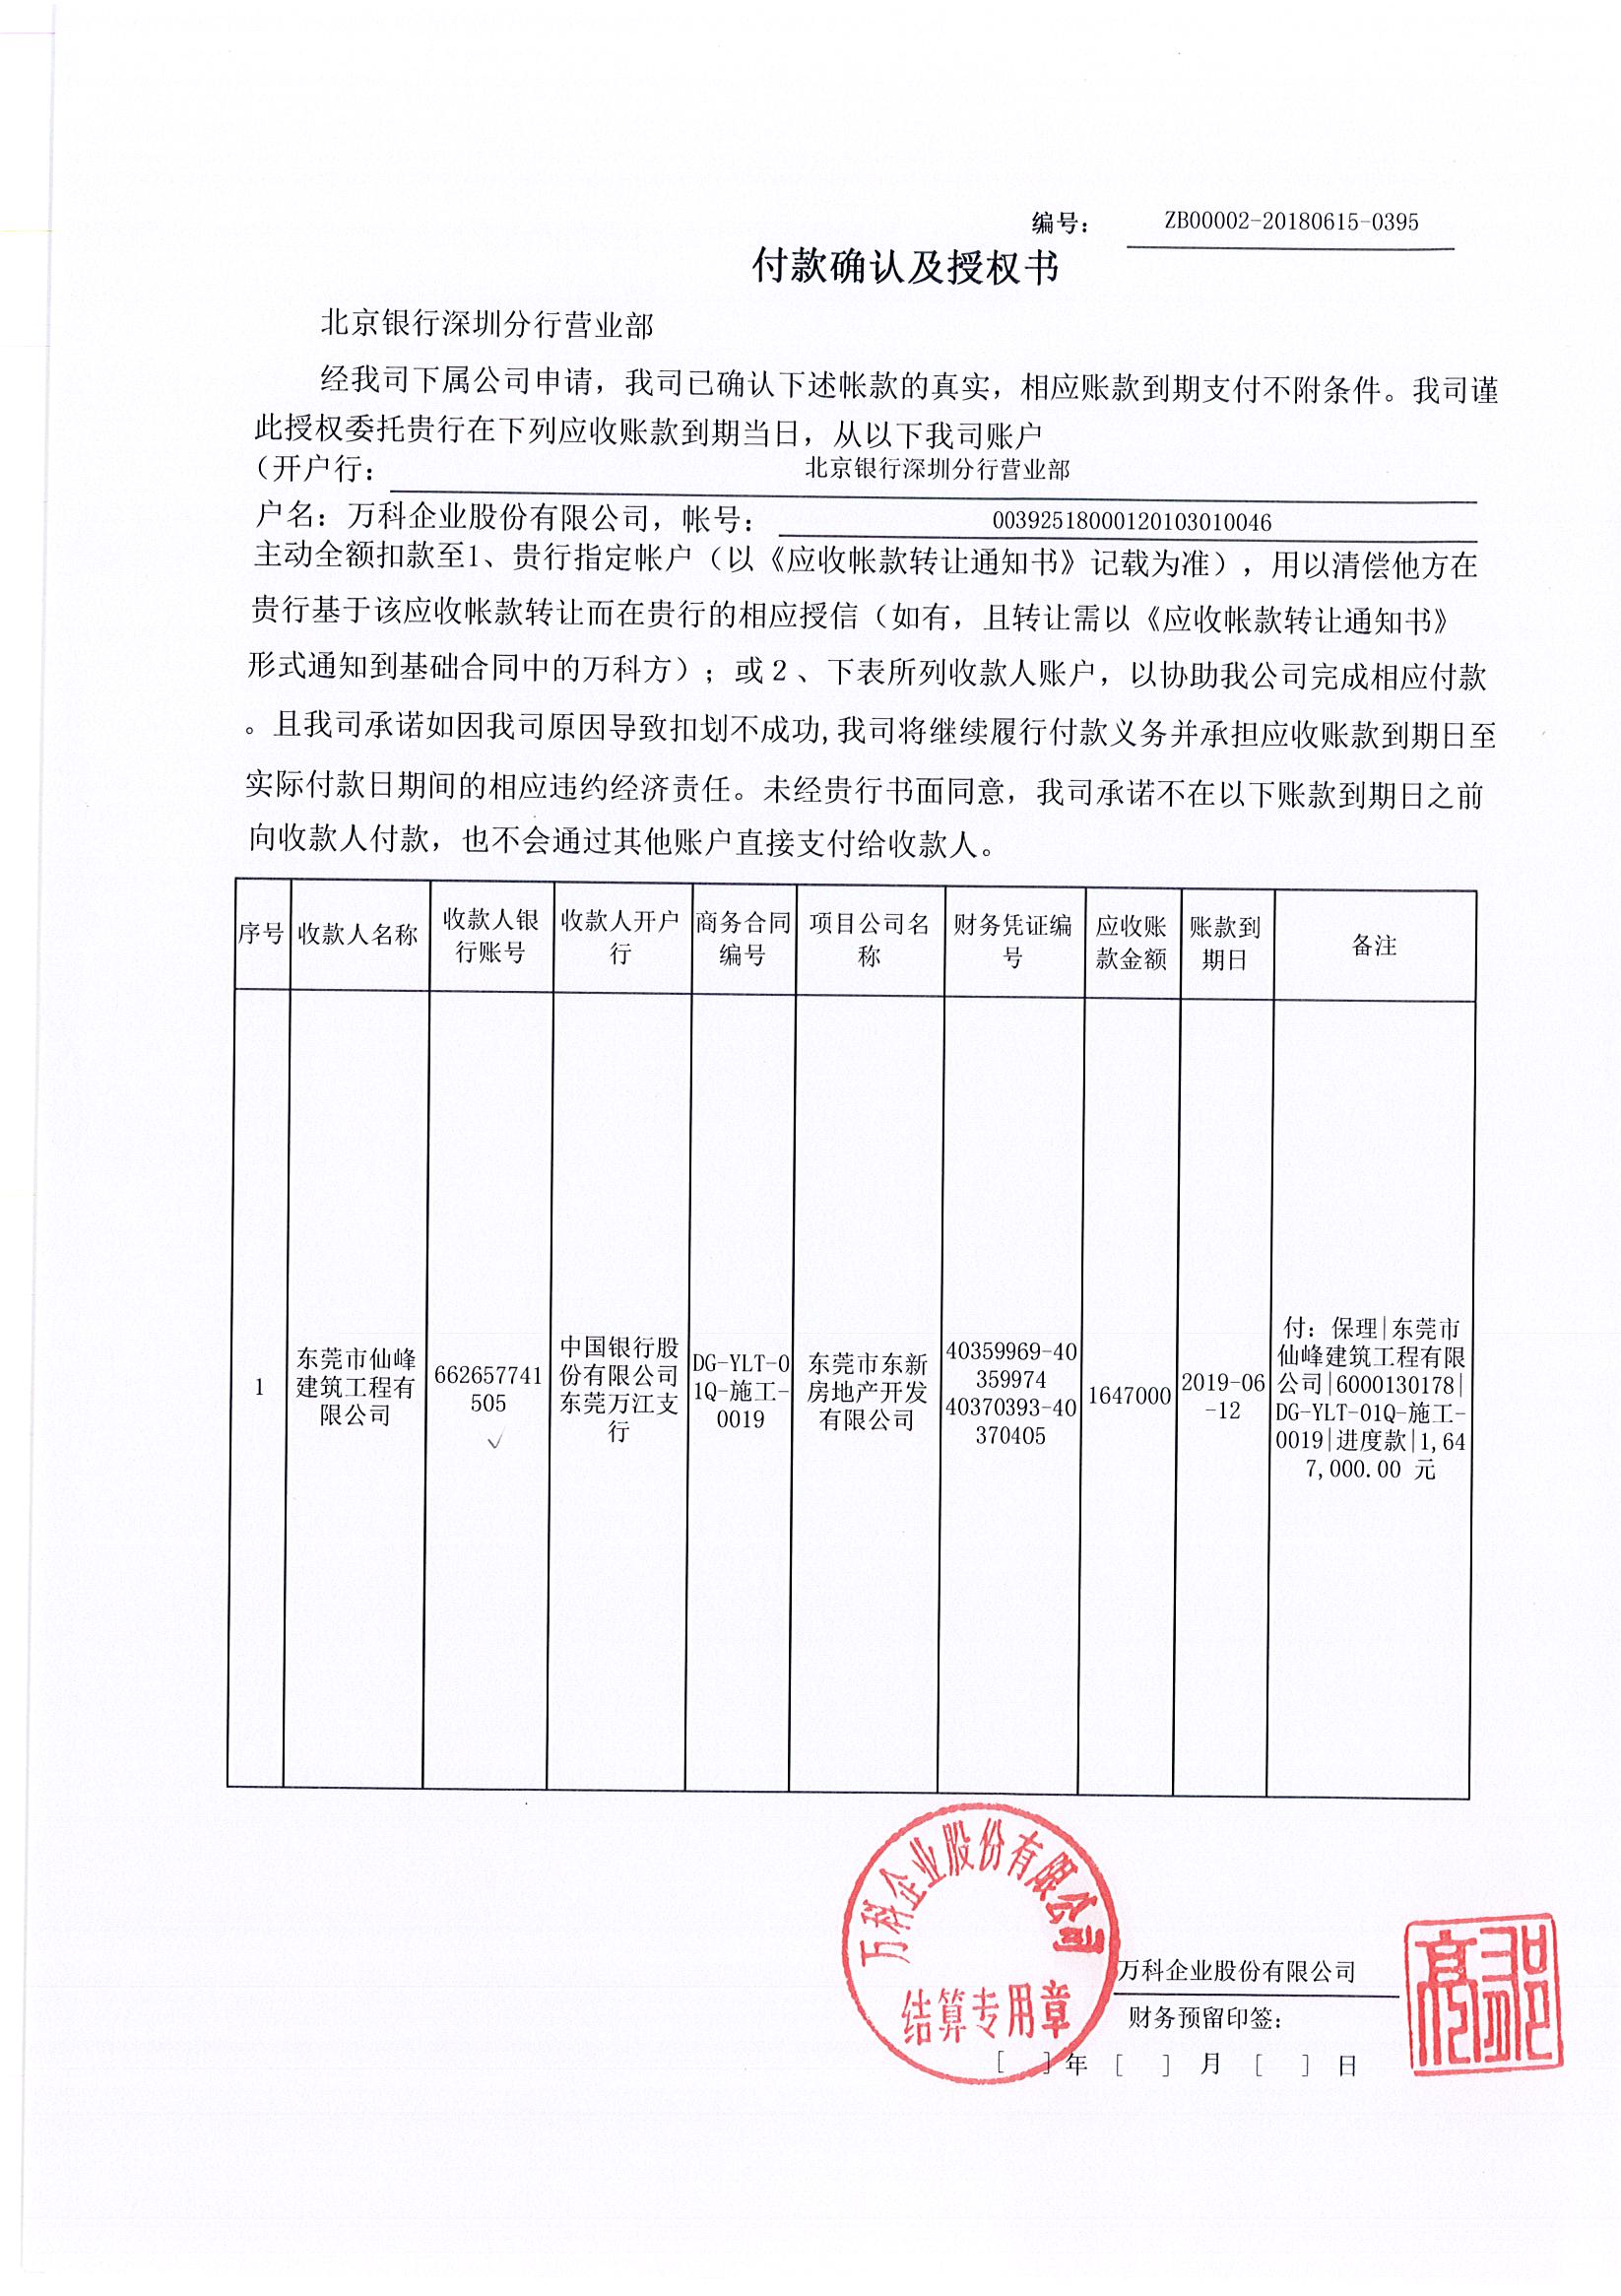 编号： ZB00002-20180615-0395
付款确认及授权书
北京银行深圳分行营业部
经我司下属公司申请，我司已确认下述帐款的真实，相应账款到期支付不附条件。我司谨
此授权委托贵行在下列应收账款到期当日，从以下我司账户
（开户行： 北京银行深圳分行营业部
户名：万科企业股份有限公司，帐号： 00392518000120103010046
主动全额扣款至1、贵行指定帐户（以《应收帐款转让通知书》记载为准），用以清偿他方在
贵行基于该应收帐款转让而在贵行的相应授信（如有，且转让需以《应收帐款转让通知书》
形式通知到基础合同中的万科方）；或２、下表所列收款人账户，以协助我公司完成相应付款
。且我司承诺如因我司原因导致扣划不成功,我司将继续履行付款义务并承担应收账款到期日至
实际付款日期间的相应违约经济责任。未经贵行书面同意，我司承诺不在以下账款到期日之前
向收款人付款，也不会通过其他账户直接支付给收款人。
序号
收款人名称
收款人银
行账号
收款人开户
行
商务合同
编号
项目公司名
称
财务凭证编
号
应收账
款金额
账款到
期日
备注
1
东莞市仙峰
建筑工程有
限公司
662657741
505
中国银行股
份有限公司
东莞万江支
行
DG-YLT-0
1Q-施工-
0019
东莞市东新
房地产开发
有限公司
40359969-40
359974
40370393-40
370405
1647000
2019-06
-12
付：保理|东莞市
仙峰建筑工程有限
公司|6000130178|
DG-YLT-01Q-施工-
0019|进度款|1,64
7,000.00 元
万科企业股份有限公司
结算专用章
万科企业股份有限公司
财务预留印签：
[ ]年 [ ] 月 [ ] 日